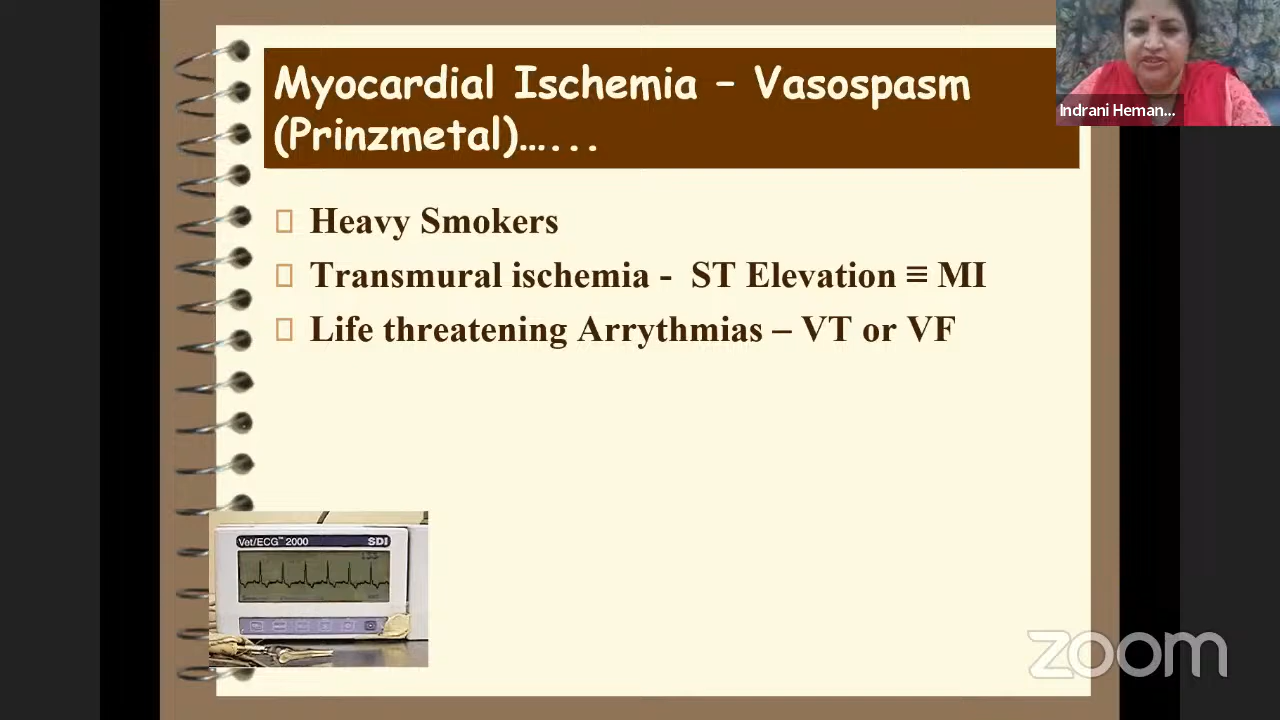 Myocardial Ischemia – Vasospasm
(Prinzmetal)…...
Indrani Heman...
Heavy Smokers
Transmural ischemia - ST Elevation ≡ MI
Life threatening Arrythmias – VT or VF
Vet/ECG™ 2000 SDI
zoom